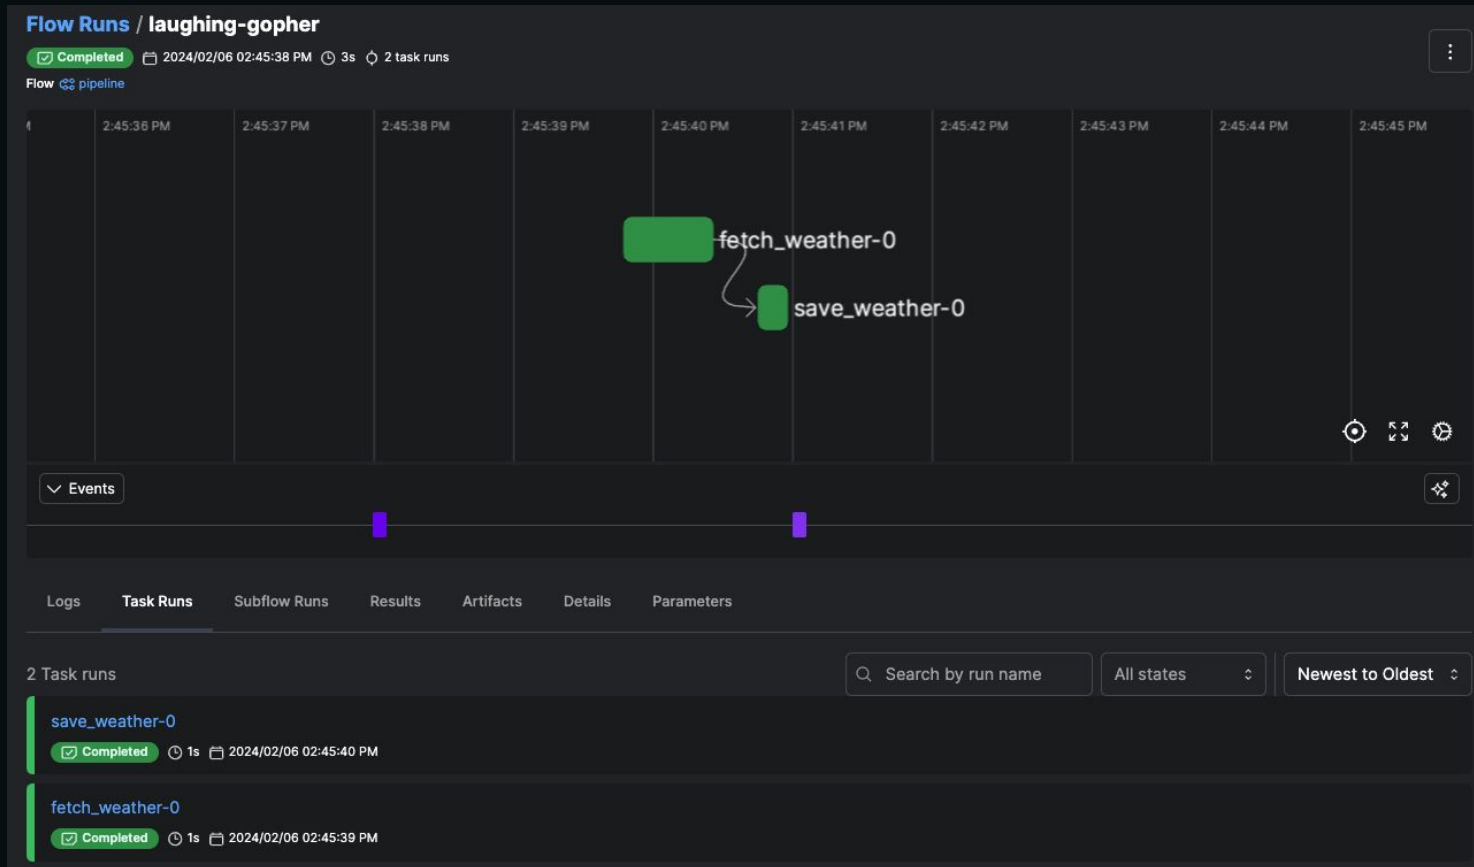 Flow Runs / laughing-gopher
Completed 2024/02/06 02:45:38 PM 3s 2 task runs
Flow pipeline
2:45:36 PM 2:45:37 PM 2:45:38 PM 2:45:39 PM 2:45:40 PM 2:45:41 PM 2:45:42 PM 2:45:43 PM 2:45:44 PM 2:45:45 PM
fetch_weather-0
save_weather-0
Events
Logs Task Runs Subflow Runs Results Artifacts Details Parameters
2 Task runs Search by run name All states Newest to Oldest
save_weather-0
Completed 1s 2024/02/06 02:45:40 PM
fetch_weather-0
Completed 1s 2024/02/06 02:45:39 PM